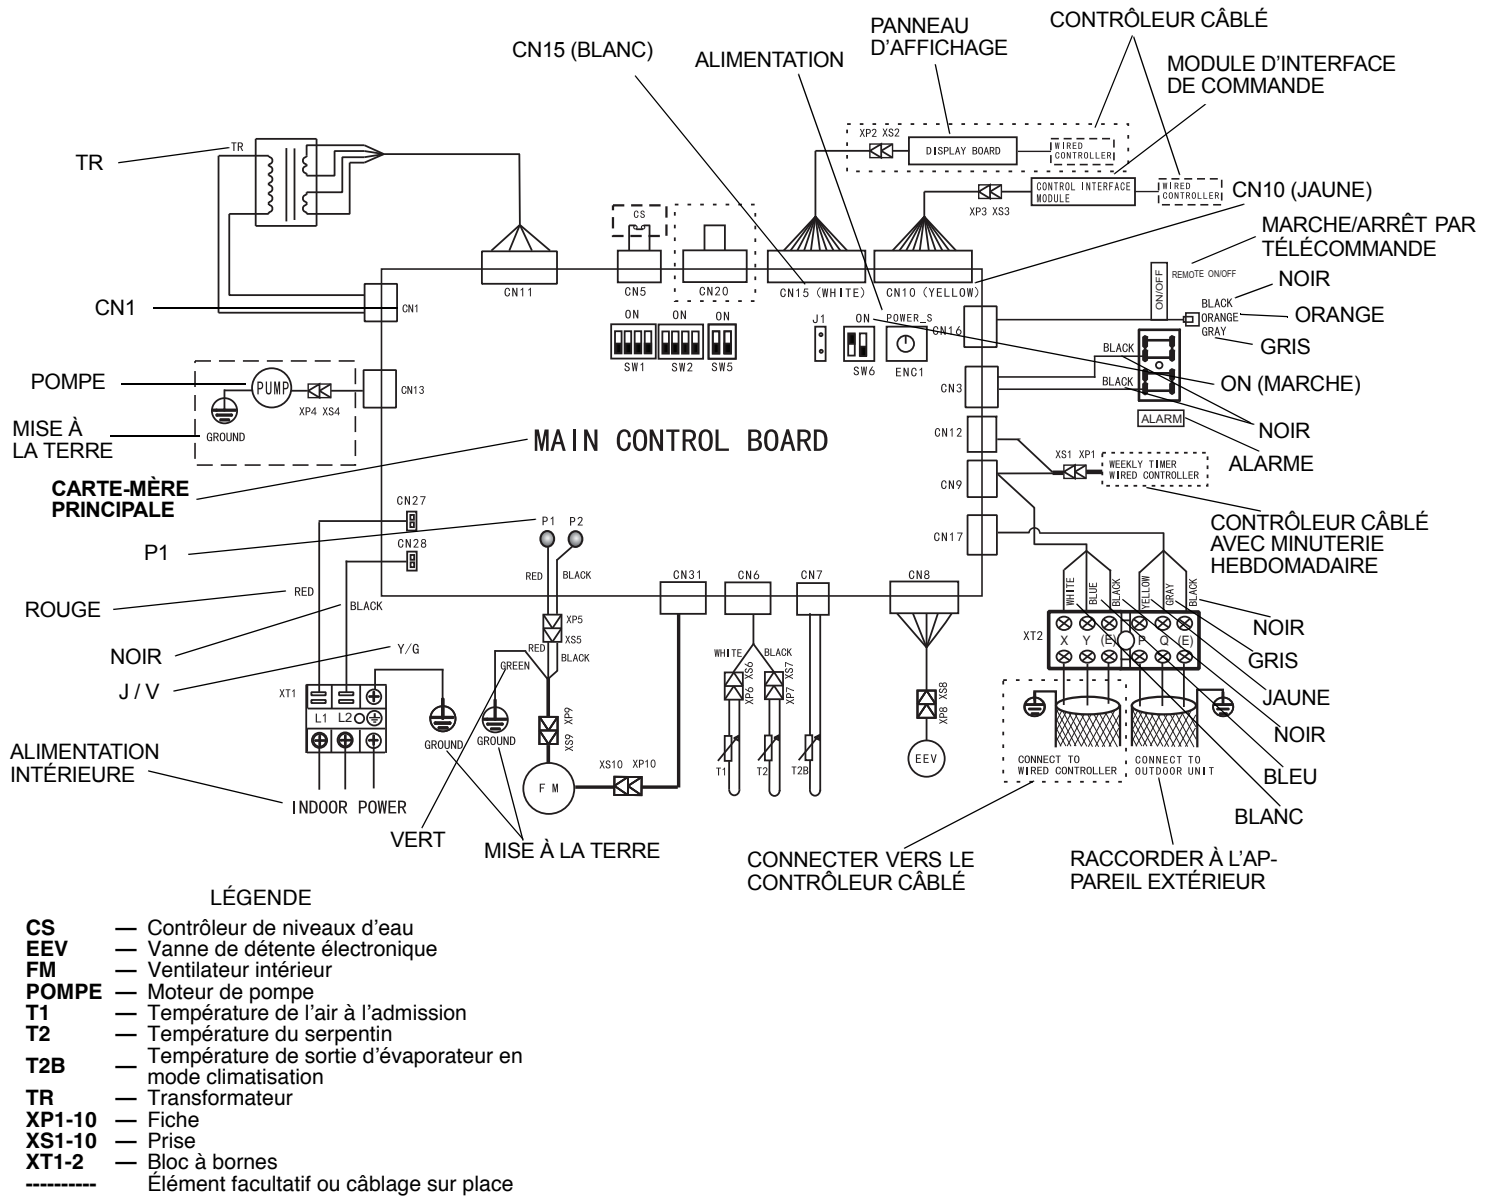 PANNEAU
D'AFFICHAGE
CONTRÔLEUR CÂBLÉ
CN15 (BLANC)
ALIMENTATION
MODULE D'INTERFACE
DE COMMANDE
TR
TR
XP2 XS2
DISPLAY BOARD
WIRED
CONTROLLER
CS
XP3 XS3
CONTROL INTERFACE
MODULE
WIRED
CONTROLLER
CN10 (JAUNE)
MARCHE/ARRÊT PAR
TÉLÉCOMMANDE
CN1
CN1
CN11
CN5
CN20
CN15 (WHITE)
CN10 (YELLOW)
ON/OFF
REMOTE ON/OFF
NOIR
BLACK
ORANGE
GRAY
ORANGE
GRIS
ON
ON
ON
SW1
SW2
SW5
J1
ON
SW6
POWER_S
ENC1
CN16
BLACK
BLACK
CN3
ON (MARCHE)
ALARM
NOIR
ALARME
POMPE
PUMP
XP4 XS4
CN13
GROUND
MISE À
LA TERRE
MAIN CONTROL BOARD
CARTE-MÈRE
PRINCIPALE
CN12
CN9
XS1 XP1
WEEKLY TIMER
WIRED CONTROLLER
CONTRÔLEUR CÂBLÉ
AVEC MINUTERIE
HEBDOMADAIRE
CN27
CN28
P1
P1
P2
CN17
RED
BLACK
CN31
CN6
CN7
CN8
ROUGE
RED
BLACK
NOIR
Y/G
J / V
XP5
XS5
RED
BLACK
GREEN
WHITE
BLACK
XP6 XS6
XP7 XS7
XP8 XS8
WHITE
BLUE
BLACK
YELLOW
GRAY
BLACK
XT2
X
Y
(E)
P
Q
(E)
NOIR
GRIS
JAUNE
NOIR
BLEU
BLANC
XT1
L1
L2
GROUND
GROUND
XS9 XP9
F M
XS10 XP10
T1
T2
T2B
EEV
CONNECT TO
WIRED CONTROLLER
CONNECT TO
OUTDOOR UNIT
ALIMENTATION
INTÉRIEURE
INDOOR POWER
VERT
MISE À LA TERRE
CONNECTER VERS LE
CONTRÔLEUR CÂBLÉ
RACCORDER À L'AP-
PAREIL EXTÉRIEUR
LÉGENDE
CS — Contrôleur de niveaux d'eau
EEV — Vanne de détente électronique
FM — Ventilateur intérieur
POMPE — Moteur de pompe
T1 — Température de l'air à l'admission
T2 — Température du serpentin
T2B — Température de sortie d'évaporateur en
mode climatisation
TR — Transformateur
XP1-10 — Fiche
XS1-10 — Prise
XT1-2 — Bloc à bornes
---------- Élément facultatif ou câblage sur place